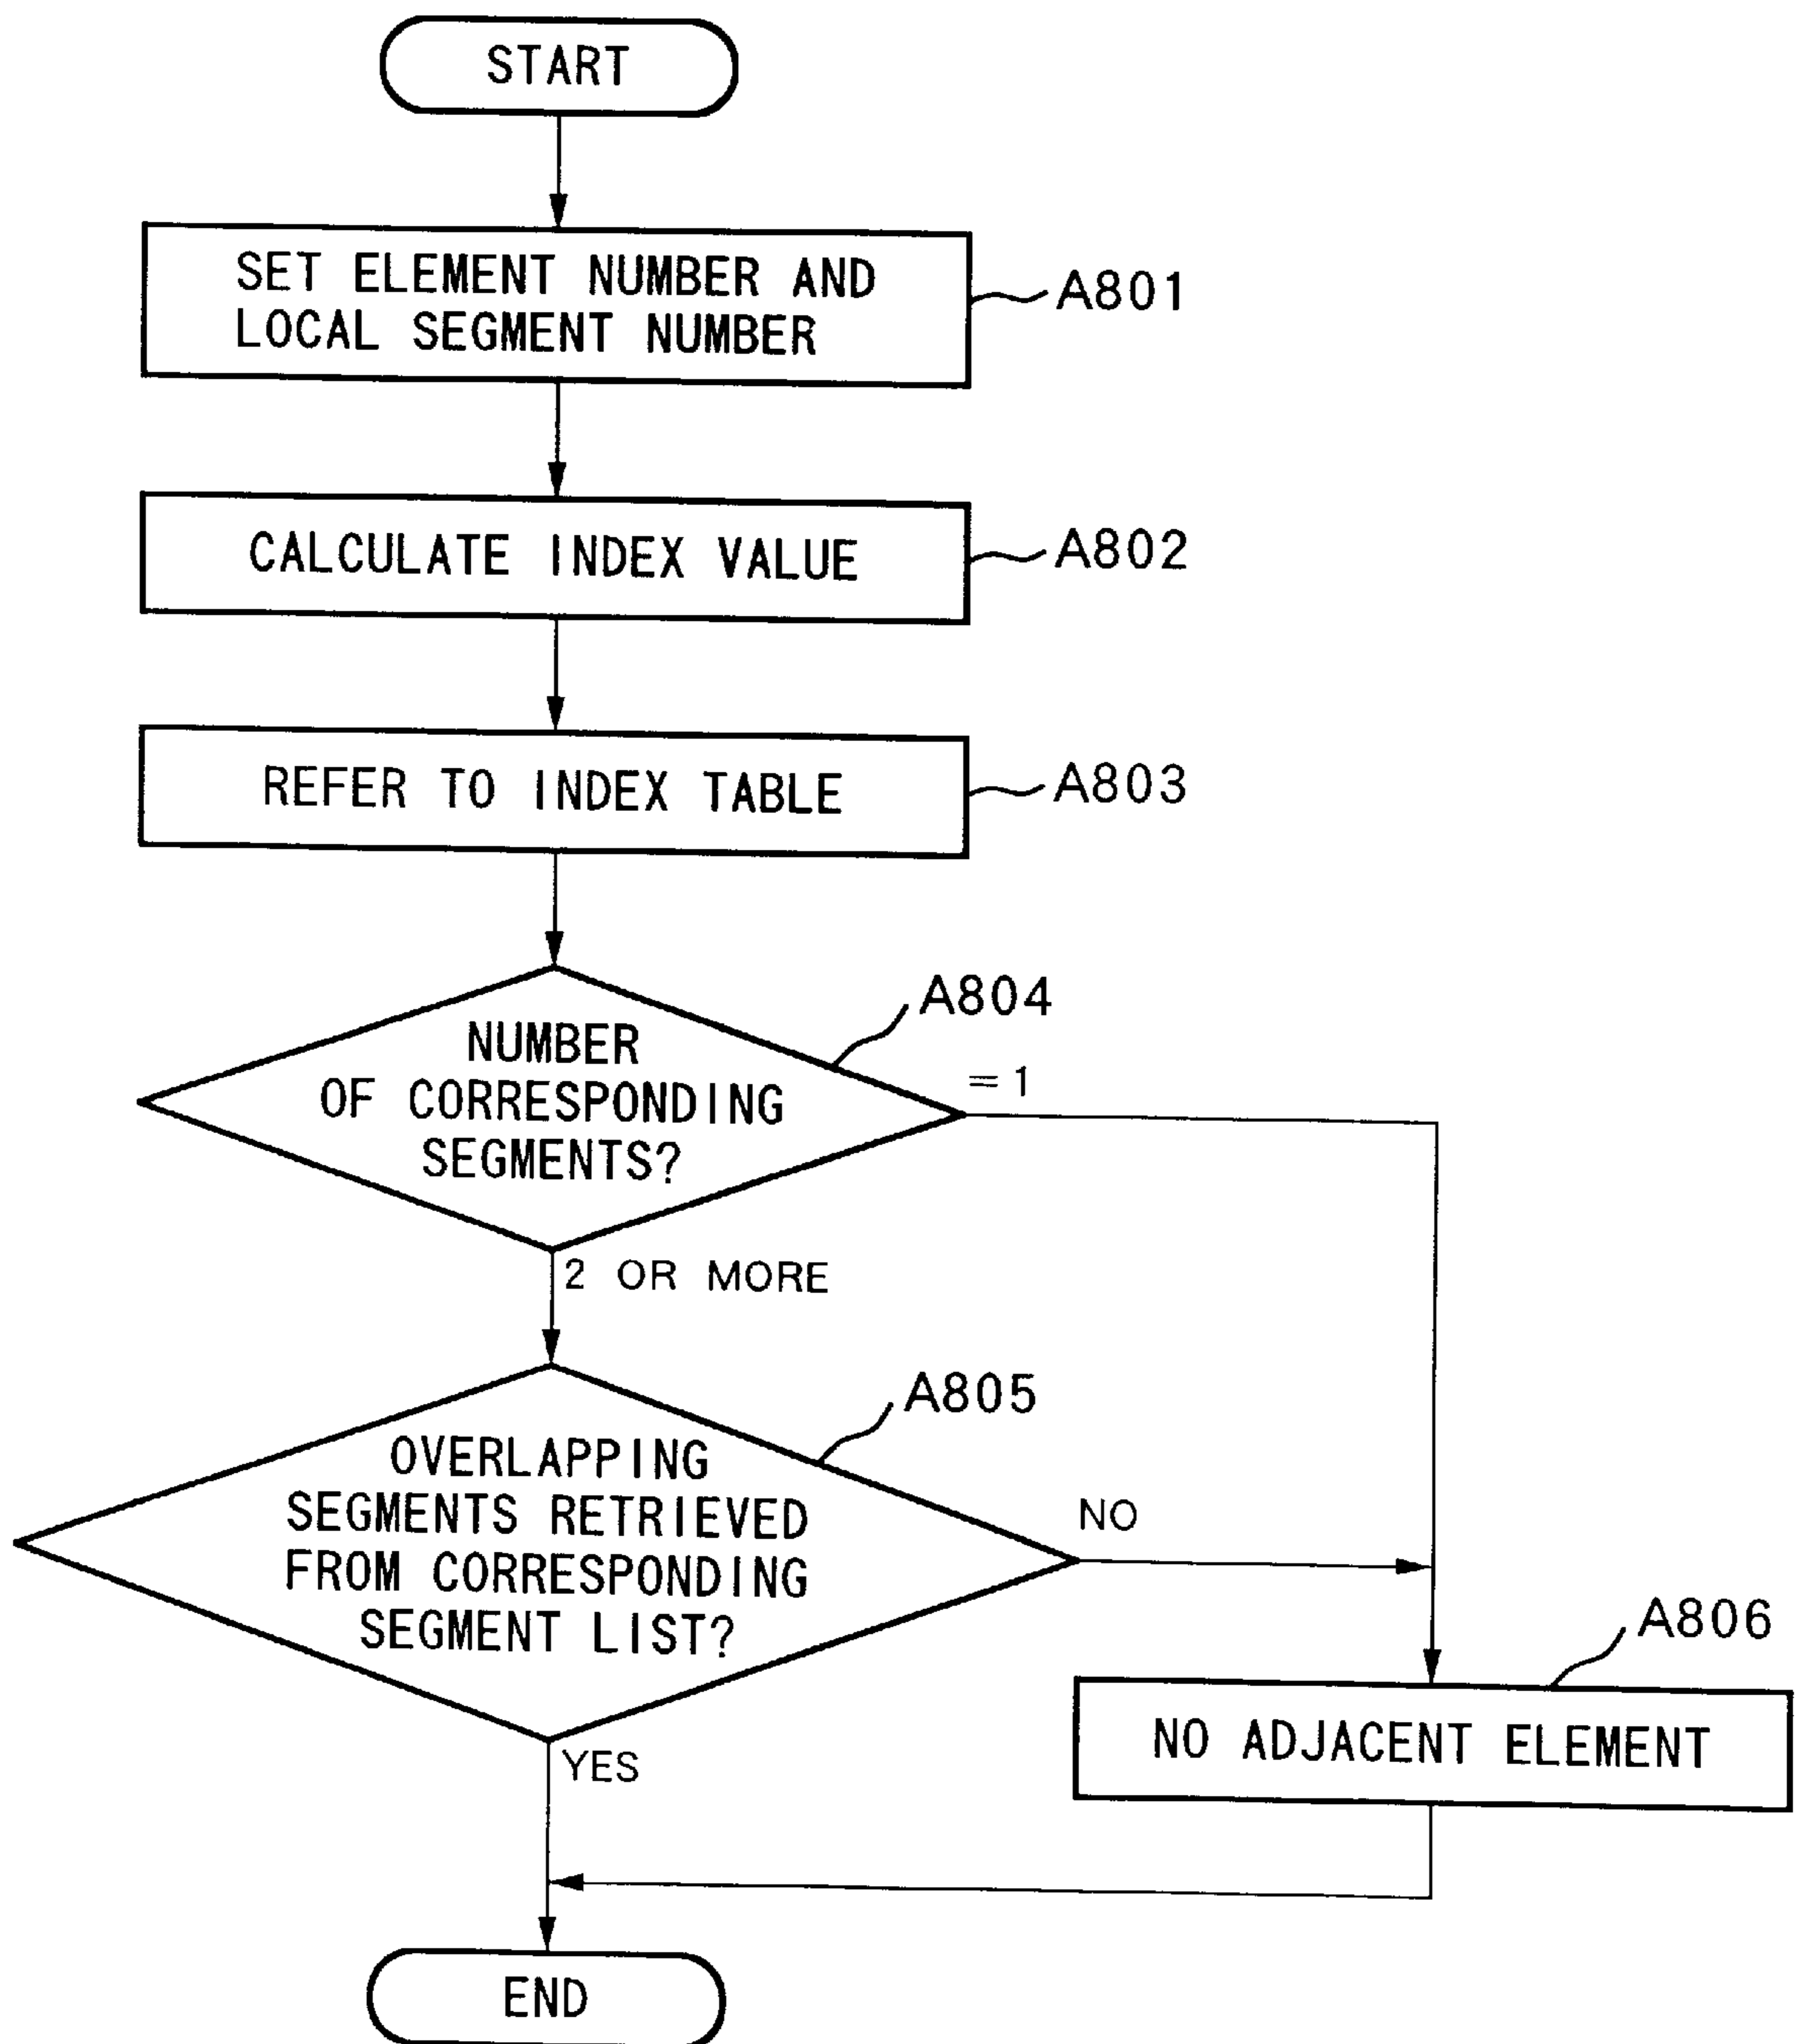 START
SET ELEMENT NUMBER AND
LOCAL SEGMENT NUMBER
A801
CALCULATE INDEX VALUE
A802
REFER TO INDEX TABLE
A803
A804
NUMBER
OF CORRESPONDING
SEGMENTS?
=1
2 OR MORE
A805
OVERLAPPING
SEGMENTS RETRIEVED
FROM CORRESPONDING
SEGMENT LIST?
NO
A806
NO ADJACENT ELEMENT
YES
END